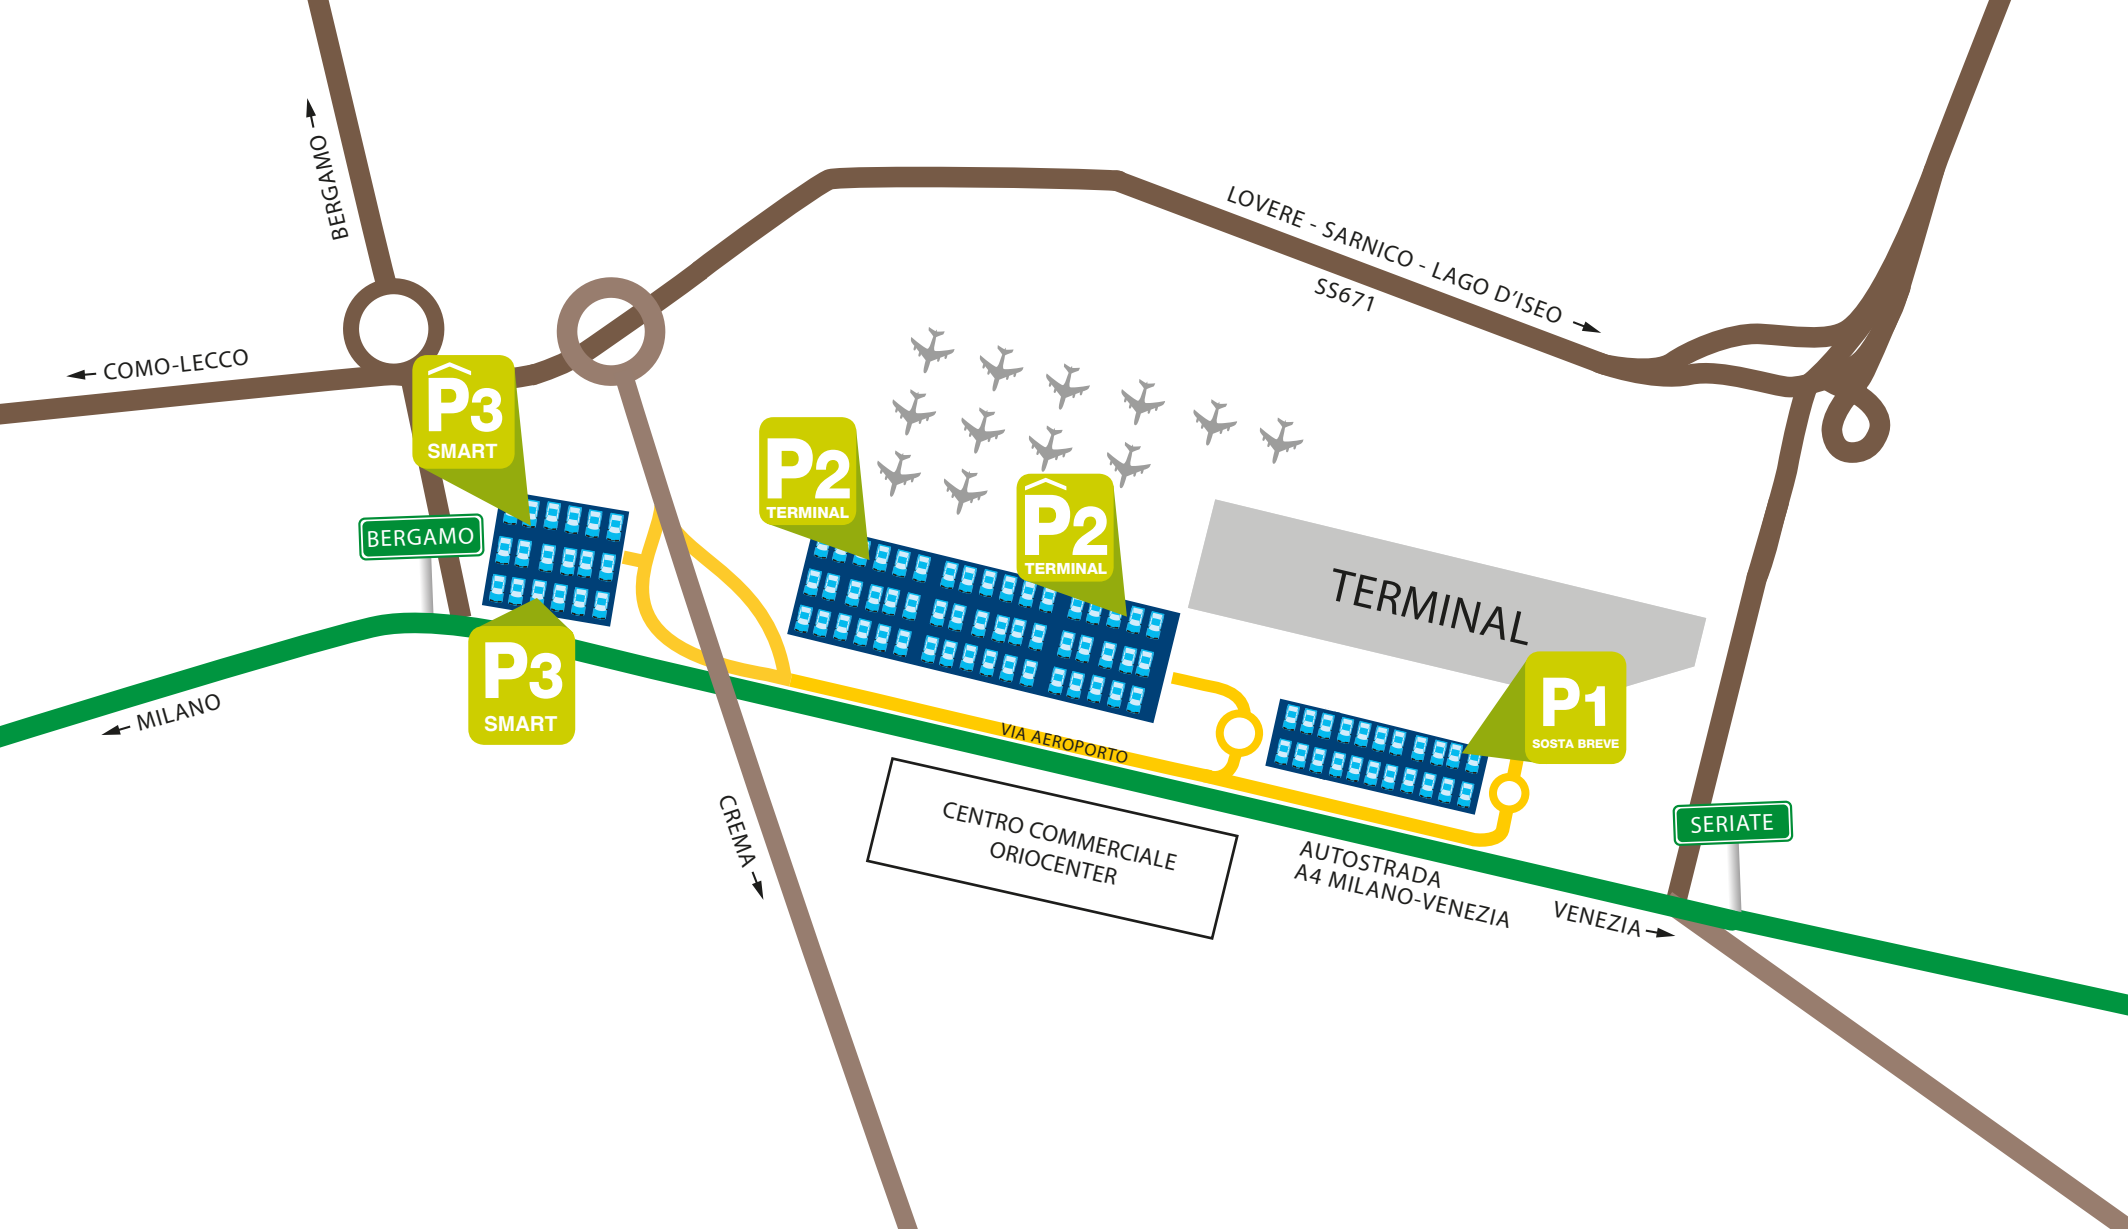 BERGAMO
LOVERE - SARNICO - LAGO D'ISEO
SS671
COMO-LECCO
P3
SMART
P2
TERMINAL
P2
TERMINAL
BERGAMO
TERMINAL
P3
SMART
P1
SOSTA BREVE
MILANO
VIA AEROPORTO
CREMA
CENTRO COMMERCIALE
ORIOCENTER
SERIATE
AUTOSTRADA
A4 MILANO-VENEZIA
VENEZIA